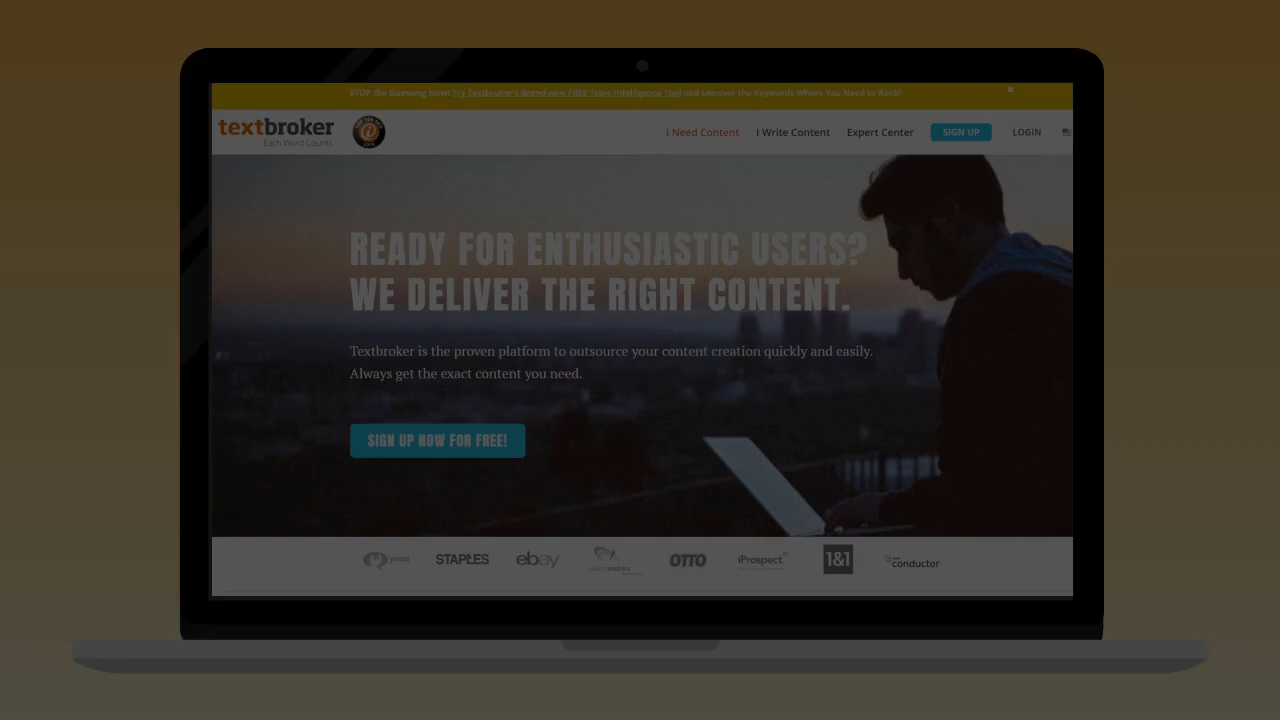 STOP the Guessing Now! Try Textbroker's Brand-new FREE Topic Intelligence Tool and Uncover the Keywords Where You Need to Rank!
textbroker
Each Word Counts
I Need Content
I Write Content
Expert Center
SIGN UP
LOGIN
READY FOR ENTHUSIASTIC USERS?
WE DELIVER THE RIGHT CONTENT.
Textbroker is the proven platform to outsource your content creation quickly and easily.
Always get the exact content you need.
SIGN UP NOW FOR FREE!
yoast
STAPLES
ebay
OTTO
iProspect
1&1
conductor